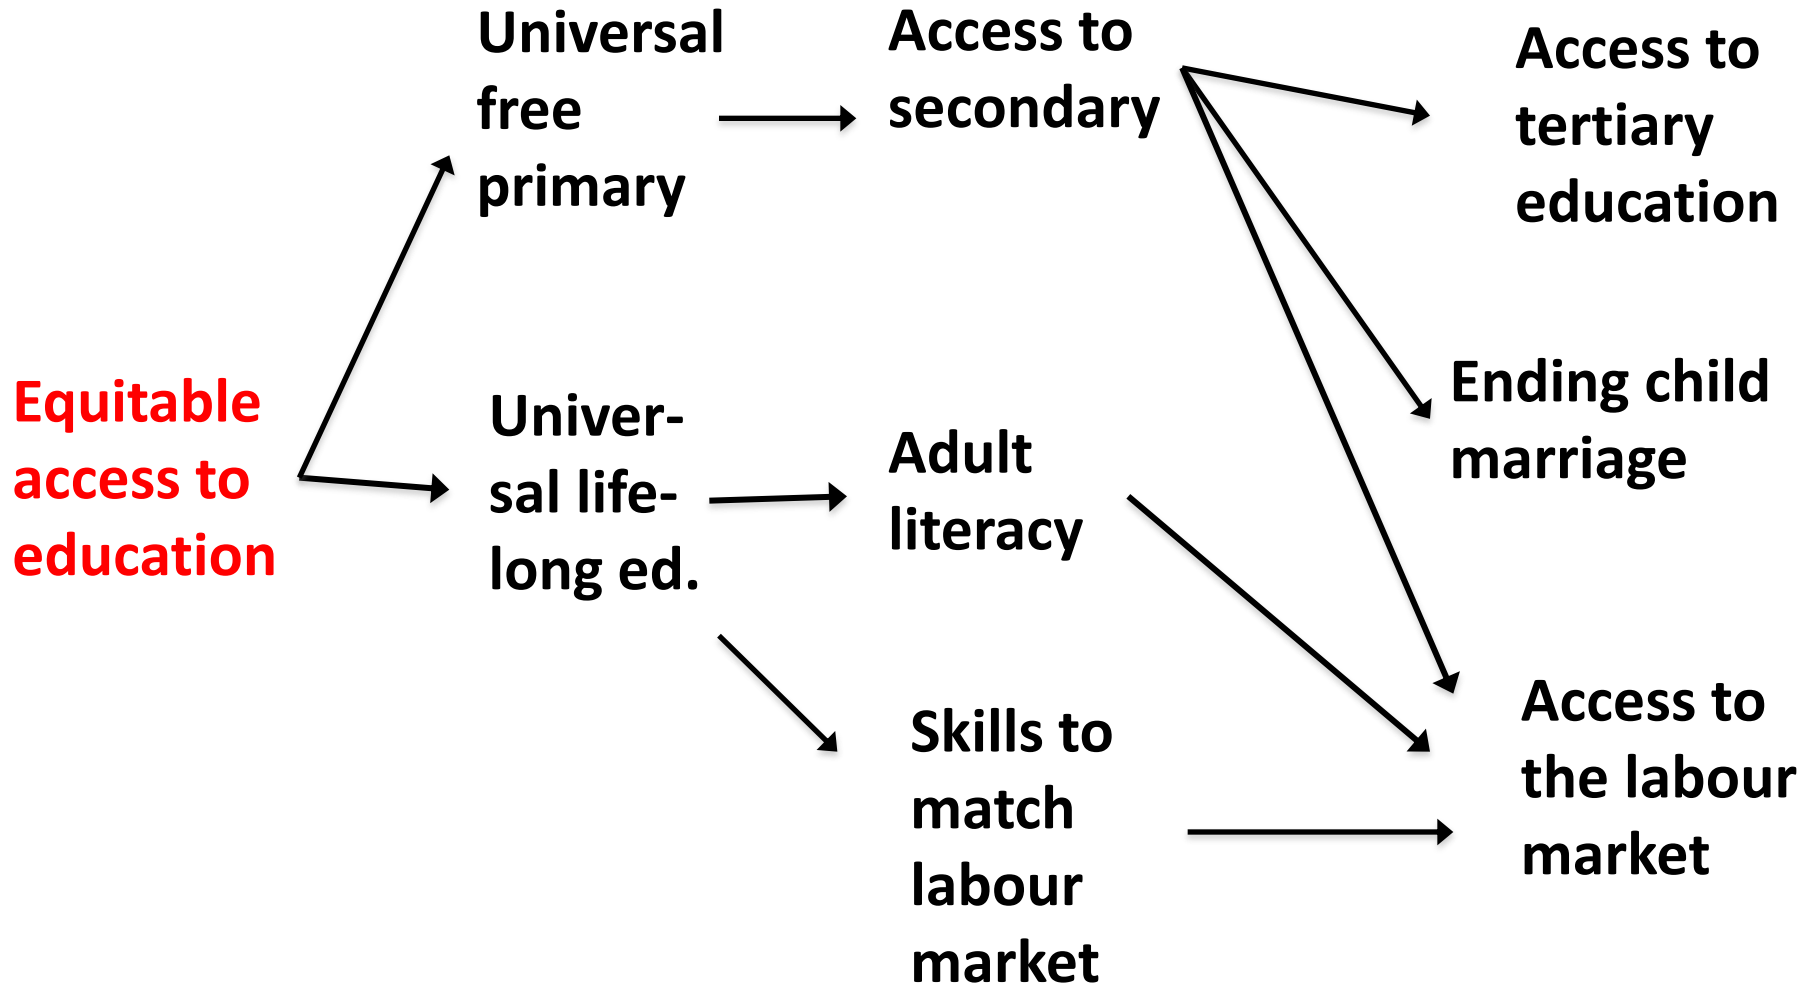 Universal
free
primary
Access to
secondary
Access to
tertiary
education
Equitable
access to
education
Univer-
sal life-
long ed.
Adult
literacy
Ending child
marriage
Skills to
match
labour
market
Access to
the labour
market